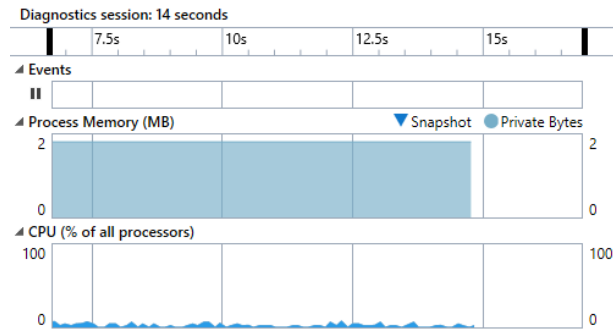 Diagnostics session: 14 seconds
7.5s 10s 12.5s 15s
Events
Process Memory (MB) Snapshot Private Bytes
2 2
0 0
CPU (% of all processors)
100 100
0 0